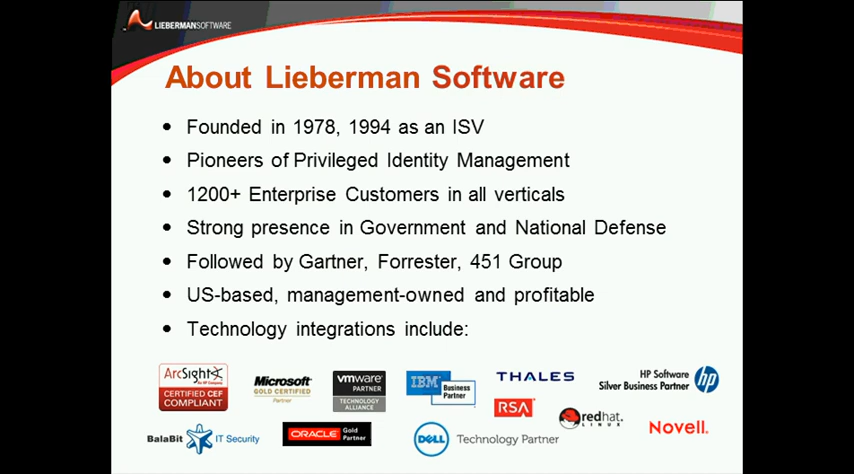 LIEBERMANSOFTWARE
About Lieberman Software
• Founded in 1978, 1994 as an ISV
• Pioneers of Privileged Identity Management
• 1200+ Enterprise Customers in all verticals
• Strong presence in Government and National Defense
• Followed by Gartner, Forrester, 451 Group
• US-based, management-owned and profitable
• Technology integrations include:
ArcSight
An HP Company
CERTIFIED CEF
COMPLIANT
Microsoft
GOLD CERTIFIED
Partner
vmware
PARTNER
TECHNOLOGY
ALLIANCE
IBM
Business
Partner
THALES
RSA
HP Software
Silver Business Partner
hp
redhat.
LINUX
Novell.
BalaBit IT Security
ORACLE Gold
Partner
DELL Technology Partner